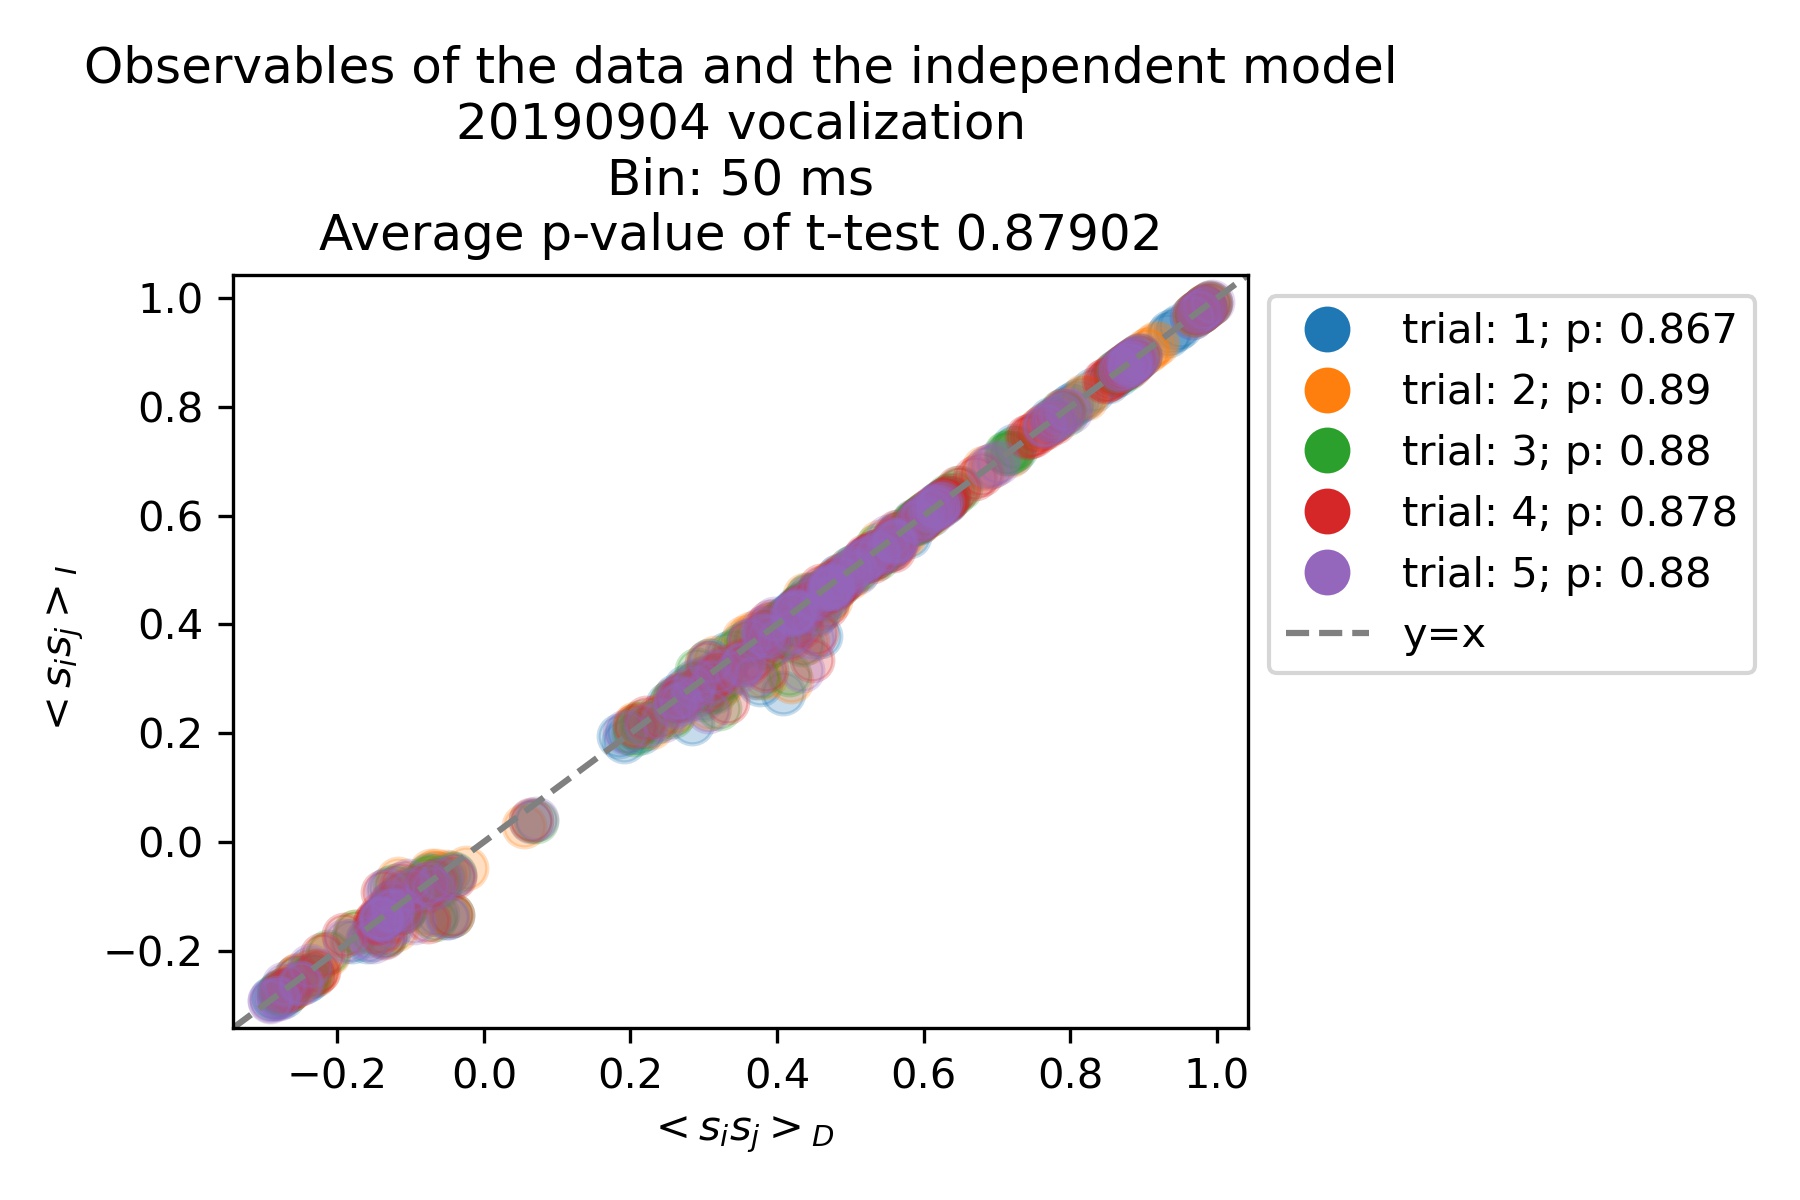 Observables of the data and the independent model
20190904 vocalization
Bin: 50 ms
Average p-value of t-test 0.87902
1.0
0.8
0.6
0.4
0.2
0.0
−0.2
< s_i s_j >_I
−0.2 0.0 0.2 0.4 0.6 0.8 1.0
< s_i s_j >_D
trial: 1; p: 0.867
trial: 2; p: 0.89
trial: 3; p: 0.88
trial: 4; p: 0.878
trial: 5; p: 0.88
y=x